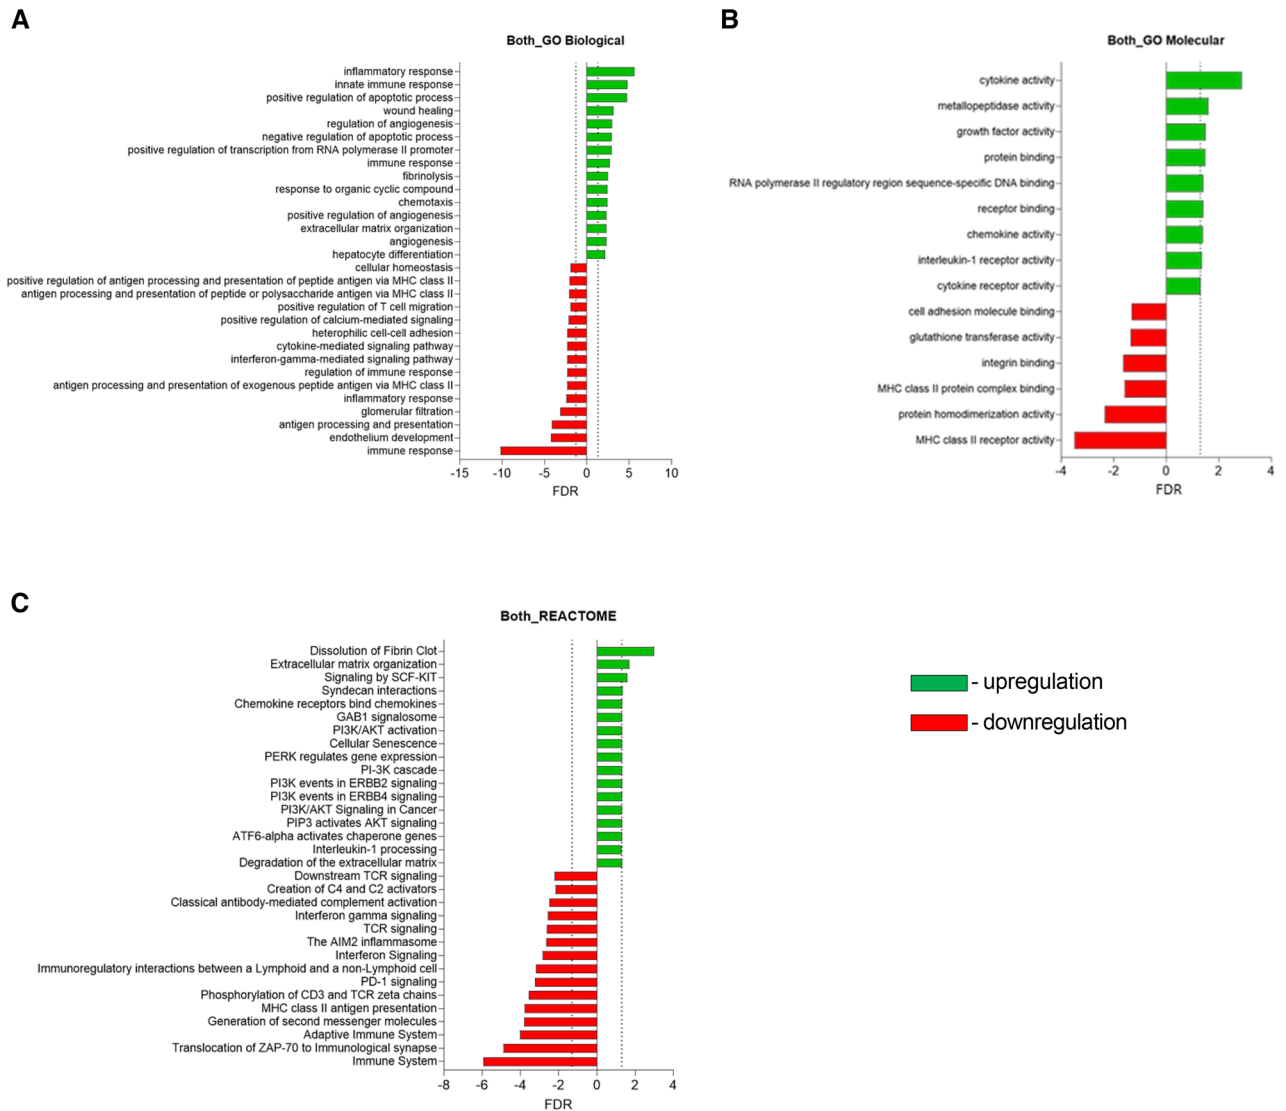 A
Both_GO Biological
inflammatory response
innate immune response
positive regulation of apoptotic process
wound healing
regulation of angiogenesis
negative regulation of apoptotic process
positive regulation of transcription from RNA polymerase II promoter
immune response
fibrinolysis
response to organic cyclic compound
chemotaxis
positive regulation of angiogenesis
extracellular matrix organization
angiogenesis
hepatocyte differentiation
cellular homeostasis
positive regulation of antigen processing and presentation of peptide antigen via MHC class II
antigen processing and presentation of peptide or polysaccharide antigen via MHC class II
positive regulation of T cell migration
positive regulation of calcium-mediated signaling
heterophilic cell-cell adhesion
cytokine-mediated signaling pathway
interferon-gamma-mediated signaling pathway
regulation of immune response
antigen processing and presentation of exogenous peptide antigen via MHC class II
inflammatory response
glomerular filtration
antigen processing and presentation
endothelium development
immune response
-15 -10 -5 0 5 10
FDR
B
Both_GO Molecular
cytokine activity
metallopeptidase activity
growth factor activity
protein binding
RNA polymerase II regulatory region sequence-specific DNA binding
receptor binding
chemokine activity
interleukin-1 receptor activity
cytokine receptor activity
cell adhesion molecule binding
glutathione transferase activity
integrin binding
MHC class II protein complex binding
protein homodimerization activity
MHC class II receptor activity
-4 -2 0 2 4
FDR
C
Both_REACTOME
Dissolution of Fibrin Clot
Extracellular matrix organization
Signaling by SCF-KIT
Syndecan interactions
Chemokine receptors bind chemokines
GAB1 signalosome
PI3K/AKT activation
Cellular Senescence
PERK regulates gene expression
PI-3K cascade
PI3K events in ERBB2 signaling
PI3K events in ERBB4 signaling
PI3K/AKT Signaling in Cancer
PIP3 activates AKT signaling
ATF6-alpha activates chaperone genes
Interleukin-1 processing
Degradation of the extracellular matrix
Downstream TCR signaling
Creation of C4 and C2 activators
Classical antibody-mediated complement activation
Interferon gamma signaling
TCR signaling
The AIM2 inflammasome
Interferon Signaling
Immunoregulatory interactions between a Lymphoid and a non-Lymphoid cell
PD-1 signaling
Phosphorylation of CD3 and TCR zeta chains
MHC class II antigen presentation
Generation of second messenger molecules
Adaptive Immune System
Translocation of ZAP-70 to Immunological synapse
Immune System
-8 -6 -4 -2 0 2 4
FDR
- upregulation
- downregulation